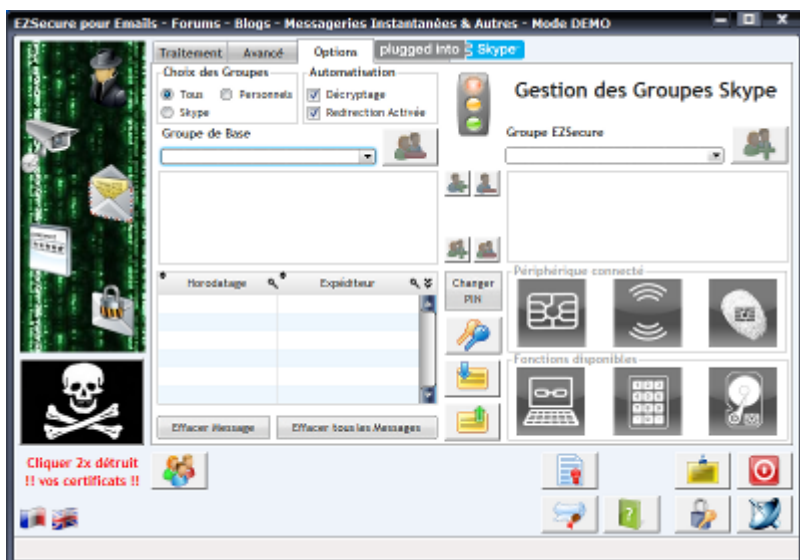 EZSecure pour Emails - Forums - Blogs - Messageries Instantanées & Autres - Mode DEMO
Traitement Avancé Options plugged into Skype
Choix des Groupes
Tous Personnels
Skype
Automatisation
Décryptage
Redirection Activée
Gestion des Groupes Skype
Groupe de Base
Groupe EZSecure
Horodatage Expéditeur
Changer
PIN
Périphérique connecté
Fonctions disponibles
Effacer Message Effacer tous les Messages
Cliquer 2x détruit
!! vos certificats !!